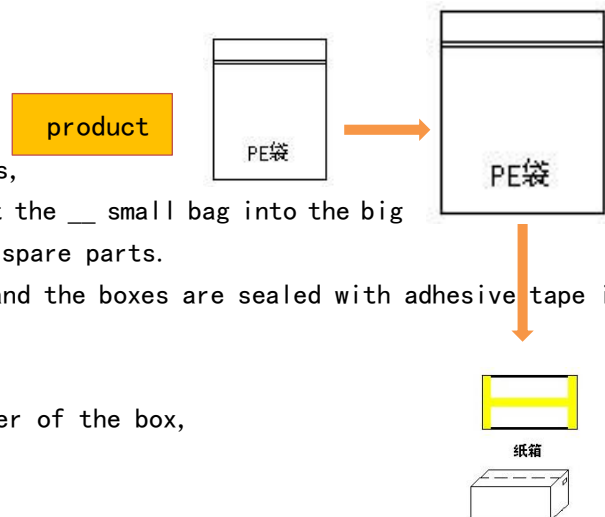 product
PE袋
PE袋
s,
the __ small bag into the big
spare parts.
and the boxes are sealed with adhesive tape i
er of the box,
纸箱